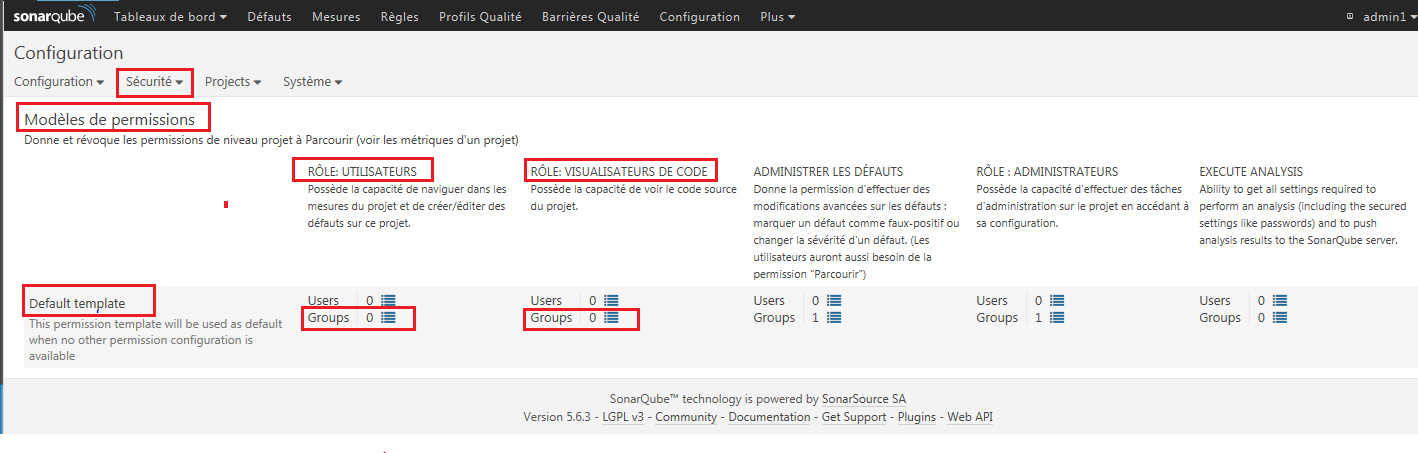 sonarqube Tableaux de bord Défauts Mesures Règles Profils Qualité Barrières Qualité Configuration Plus admin1
Configuration
Configuration Sécurité Projects Système
Modèles de permissions
Donne et révoque les permissions de niveau projet à Parcourir (voir les métriques d'un projet)
RÔLE: UTILISATEURS
Possède la capacité de naviguer dans les
mesures du projet et de créer/éditer des
défauts sur ce projet.
RÔLE: VISUALISATEURS DE CODE
Possède la capacité de voir le code source
du projet.
ADMINISTRER LES DÉFAUTS
Donne la permission d'effectuer des
modifications avancées sur les défauts :
marquer un défaut comme faux-positif ou
changer la sévérité d'un défaut. (Les
utilisateurs auront aussi besoin de la
permission "Parcourir")
RÔLE : ADMINISTRATEURS
Possède la capacité d'effectuer des tâches
d'administration sur le projet en accédant à
sa configuration.
EXECUTE ANALYSIS
Ability to get all settings required to
perform an analysis (including the secured
settings like passwords) and to push
analysis results to the SonarQube server.
Default template
This permission template will be used as default
when no other permission configuration is
available
Users 0 Users 0 Users 0 Users 0 Users 0
Groups 0 Groups 0 Groups 1 Groups 1 Groups 0
SonarQube™ technology is powered by SonarSource SA
Version 5.6.3 - LGPL v3 - Community - Documentation - Get Support - Plugins - Web API